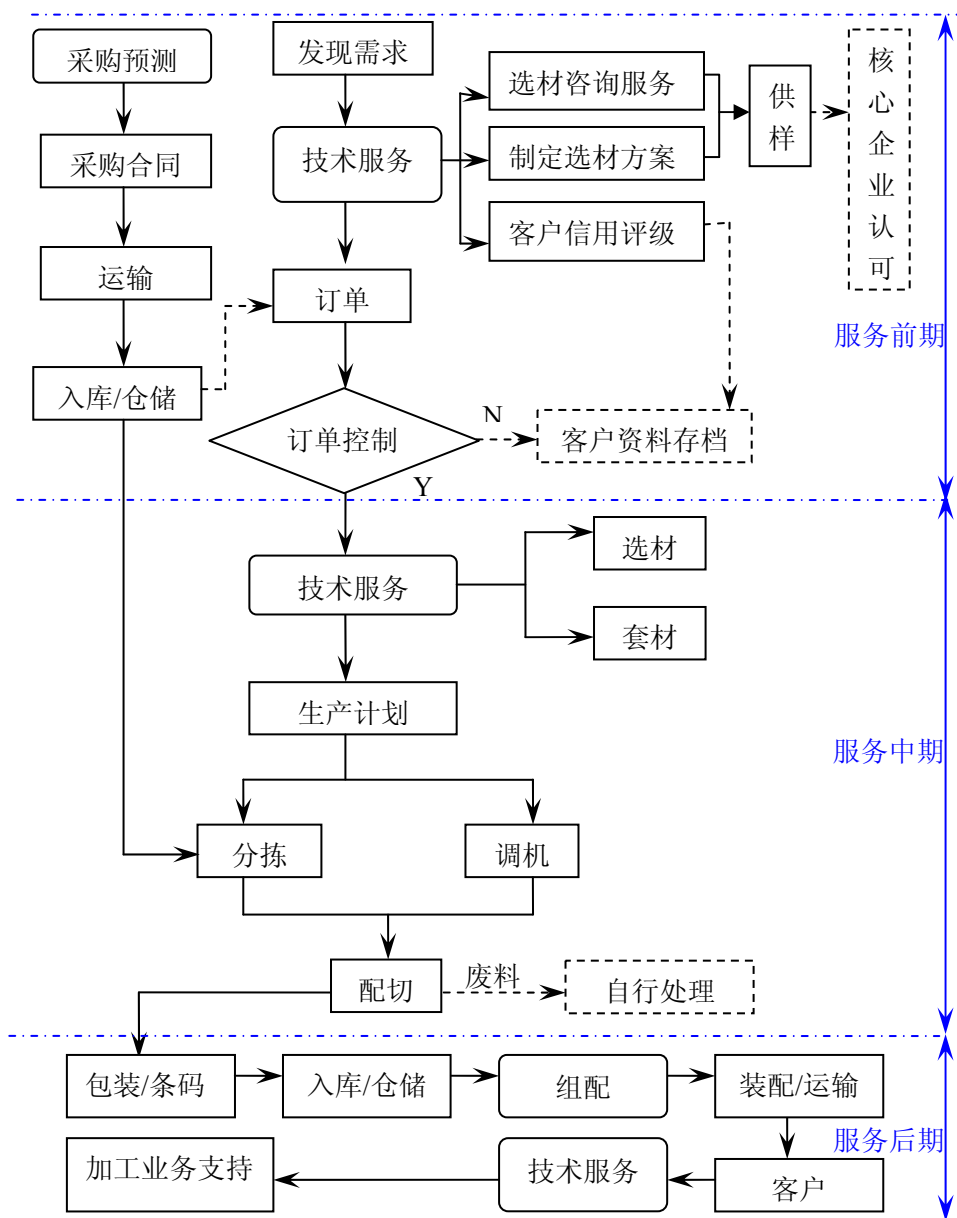 采购预测
发现需求
选材咨询服务
供样
核心企业认可
采购合同
技术服务
制定选材方案
客户信用评级
运输
订单
服务前期
入库/仓储
订单控制
N
客户资料存档
Y
技术服务
选材
套材
生产计划
服务中期
分拣
调机
配切
废料
自行处理
包装/条码
入库/仓储
组配
装配/运输
服务后期
加工业务支持
技术服务
客户